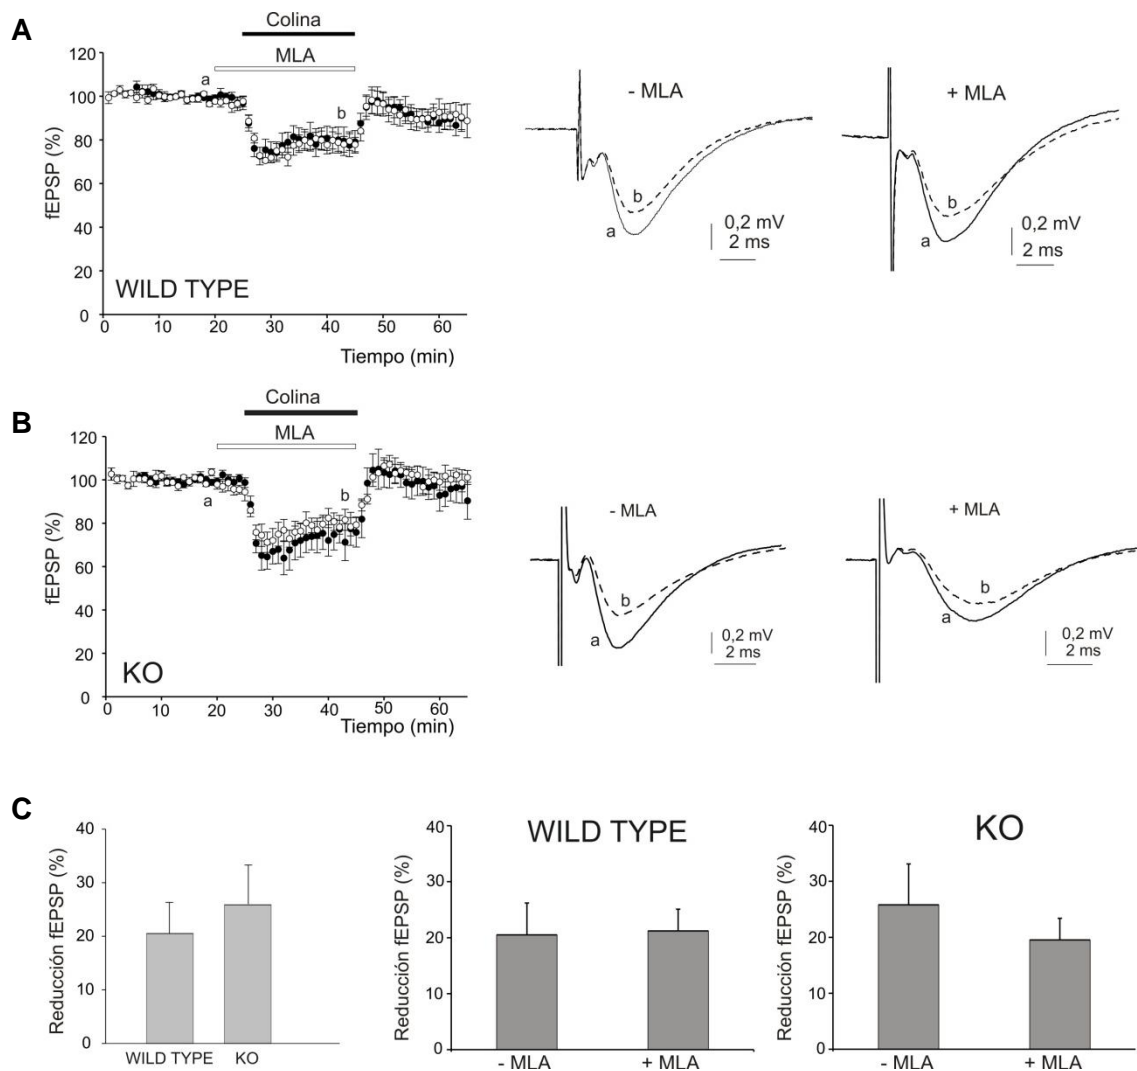 A
Colina
MLA
120
100
80
60
40
20
0
fEPSP (%)
a
b
WILD TYPE
0 10 20 30 40 50 60
Tiempo (min)
- MLA
a
b
0,2 mV
2 ms
+ MLA
a
b
0,2 mV
2 ms
B
Colina
MLA
120
100
80
60
40
20
0
fEPSP (%)
a
b
KO
0 10 20 30 40 50 60
Tiempo (min)
- MLA
a
b
0,2 mV
2 ms
+ MLA
a
b
0,2 mV
2 ms
C
40
30
20
10
0
Reducción fEPSP (%)
WILD TYPE KO
WILD TYPE
40
30
20
10
0
Reducción fEPSP (%)
- MLA + MLA
KO
40
30
20
10
0
Reducción fEPSP (%)
- MLA + MLA